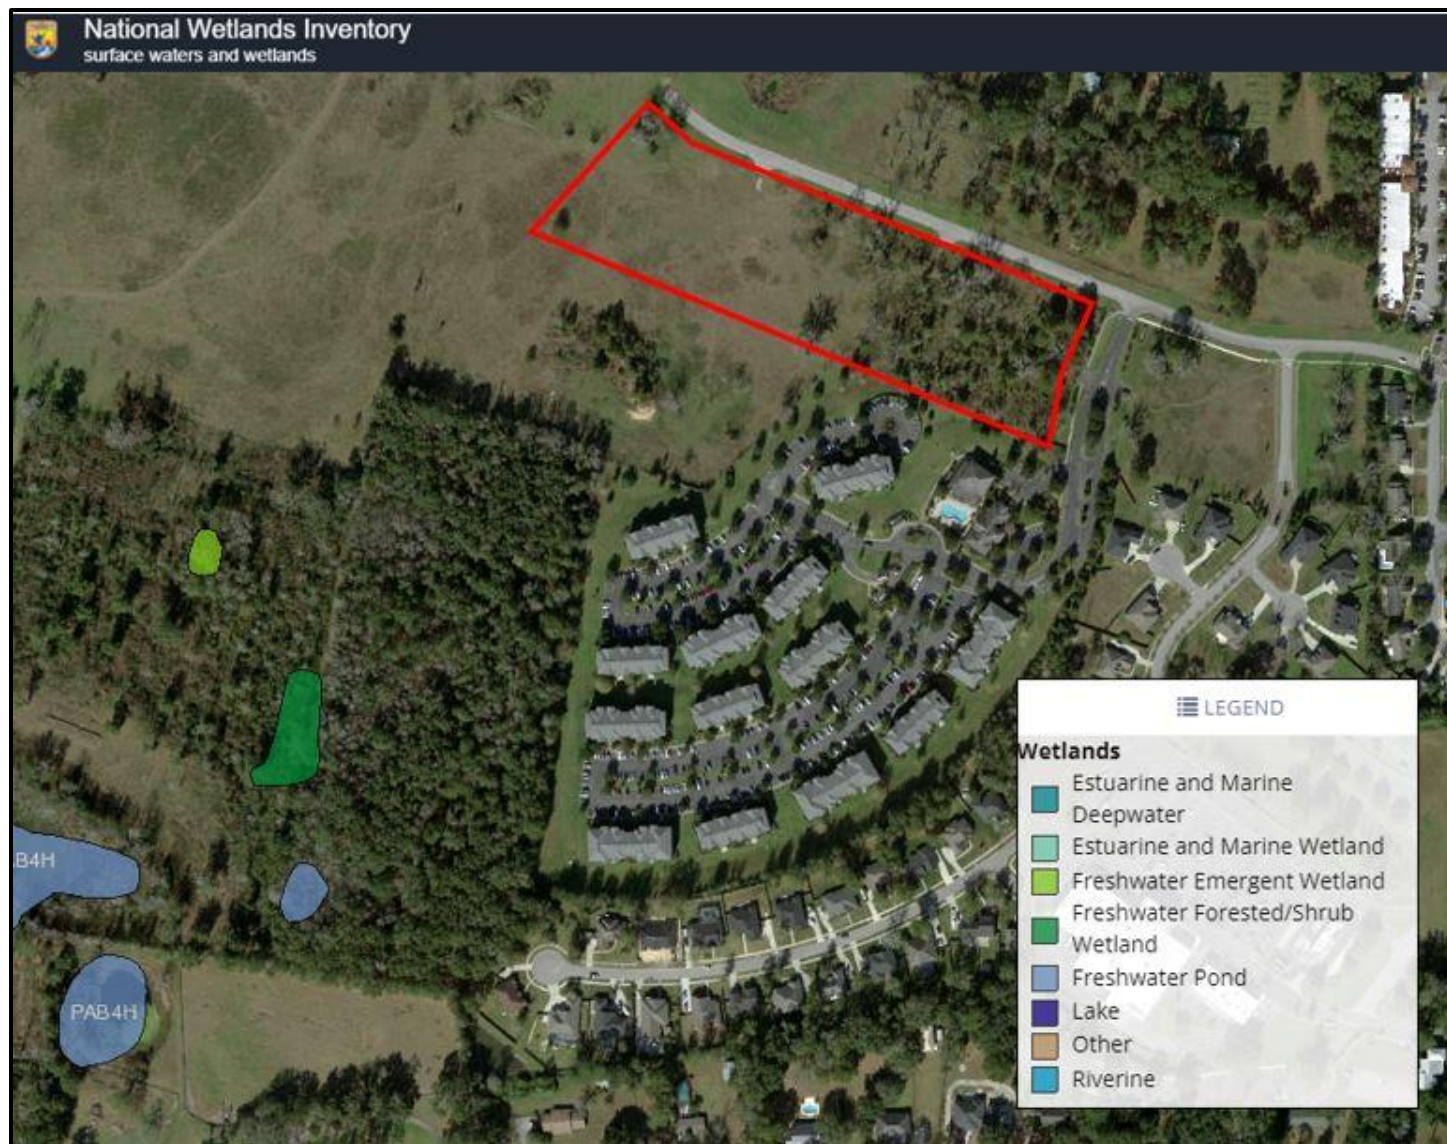 National Wetlands Inventory
surface waters and wetlands
LEGEND
Wetlands
Estuarine and Marine
Deepwater
Estuarine and Marine Wetland
Freshwater Emergent Wetland
Freshwater Forested/Shrub
Wetland
Freshwater Pond
Lake
Other
Riverine
B4H
PAB4H